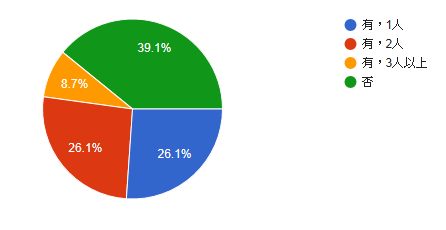 39.1%
8.7%
26.1%
26.1%
有，1人
有，2人
有，3人以上
否